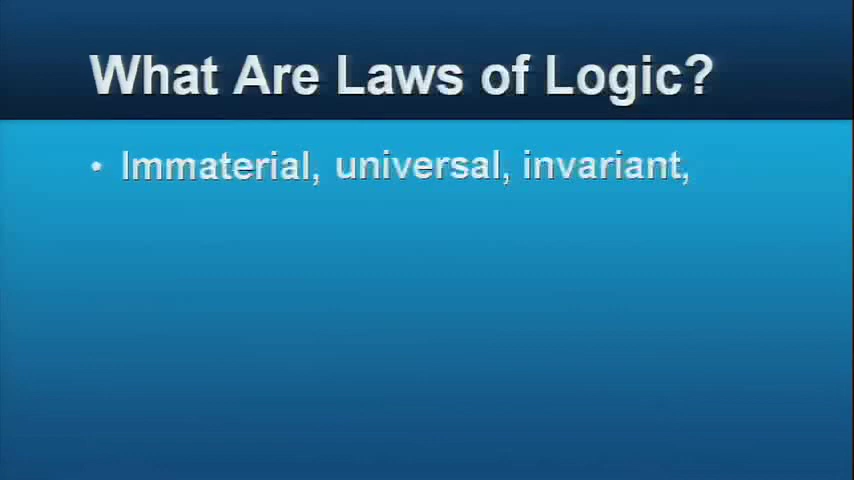 What Are Laws of Logic?
• Immaterial, universal, invariant,